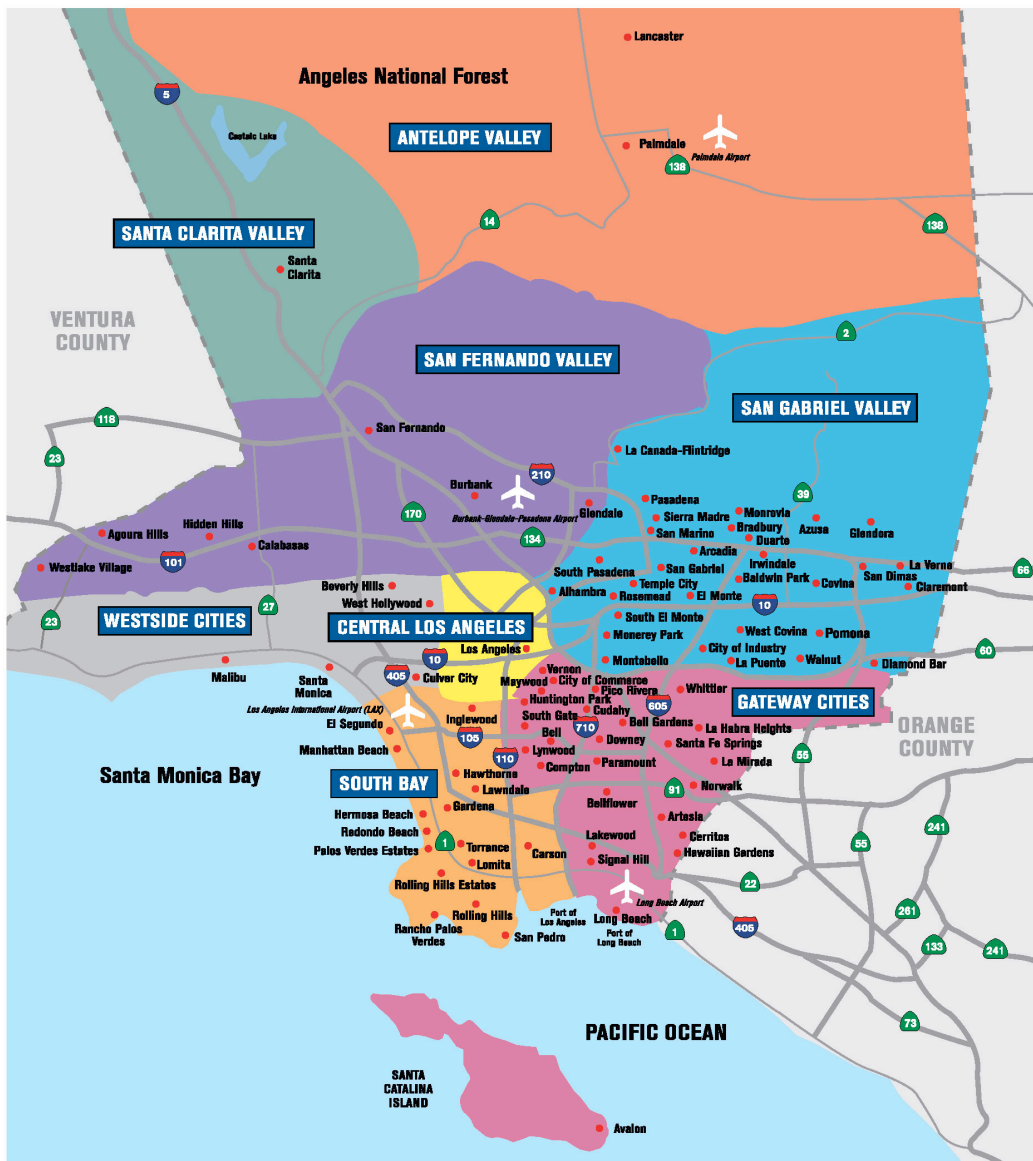 Lancaster
Angeles National Forest
5
Castaic Lake
ANTELOPE VALLEY
Palmdale
Palmdale Airport
138
14
138
SANTA CLARITA VALLEY
Santa
Clarita
VENTURA
COUNTY
2
SAN FERNANDO VALLEY
SAN GABRIEL VALLEY
118
San Fernando
23
La Canada-Flintridge
210
Burbank
Burbank-Glendale-Pasadena Airport
Glendale
Pasadena
39
170
Sierra Madre
Monrovia
Bradbury
Azusa
Glendora
Agoura Hills
Hidden Hills
134
San Marino
Duarte
Calabasas
101
Arcadia
Irwindale
Westlake Village
South Pasadena
San Gabriel
Baldwin Park
San Dimas
La Verne
66
Beverly Hills
Alhambra
Temple City
Covina
Claremont
Rosemead
El Monte
10
West Hollywood
WESTSIDE CITIES
27
23
CENTRAL LOS ANGELES
South El Monte
Monerey Park
West Covina
Pomona
Los Angeles
City of Industry
60
10
Malibu
Santa
Monica
405
Culver City
Vernon
Montebello
La Puente
Walnut
Diamond Bar
Maywood
City of Commerce
Pico Rivera
Whittier
Huntington Park
605
GATEWAY CITIES
Los Angeles International Airport (LAX)
Inglewood
Cudahy
El Segundo
South Gate
710
Bell Gardens
La Habra Heights
ORANGE
COUNTY
105
Bell
Downey
Santa Fe Springs
Manhattan Beach
110
Lynwood
55
Compton
Paramount
La Mirada
Santa Monica Bay
SOUTH BAY
Hawthorne
Lawndale
91
Norwalk
Gardena
Bellflower
Hermosa Beach
Artesia
Redondo Beach
Lakewood
Cerritos
55
241
Palos Verdes Estates
1
Torrance
Carson
Hawaiian Gardens
Lomita
Signal Hill
Rolling Hills Estates
22
Long Beach Airport
Rolling Hills
Port of
Los Angeles
Long Beach
261
Rancho Palos
Verdes
San Pedro
Port of
Long Beach
1
405
133
241
73
PACIFIC OCEAN
SANTA
CATALINA
ISLAND
Avalon